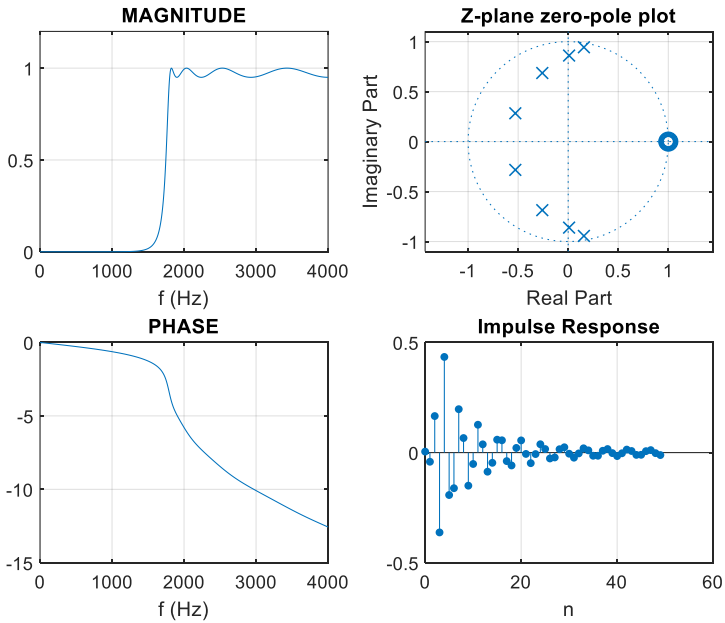 MAGNITUDE
1
0.5
0
0 1000 2000 3000 4000
f (Hz)
Z-plane zero-pole plot
Imaginary Part
1
0.5
0
-0.5
-1
-1 -0.5 0 0.5 1
Real Part
PHASE
0
-5
-10
-15
0 1000 2000 3000 4000
f (Hz)
Impulse Response
0.5
0
-0.5
0 20 40 60
n